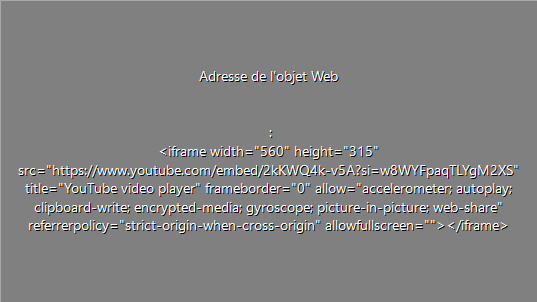 Adresse de l'objet Web
:
<iframe width="560" height="315"
src="https://www.youtube.com/embed/2kKWQ4k-v5A?si=w8WYFpaqTLYgM2XS"
title="YouTube video player" frameborder="0" allow="accelerometer; autoplay;
clipboard-write; encrypted-media; gyroscope; picture-in-picture; web-share"
referrerpolicy="strict-origin-when-cross-origin" allowfullscreen=""></iframe>